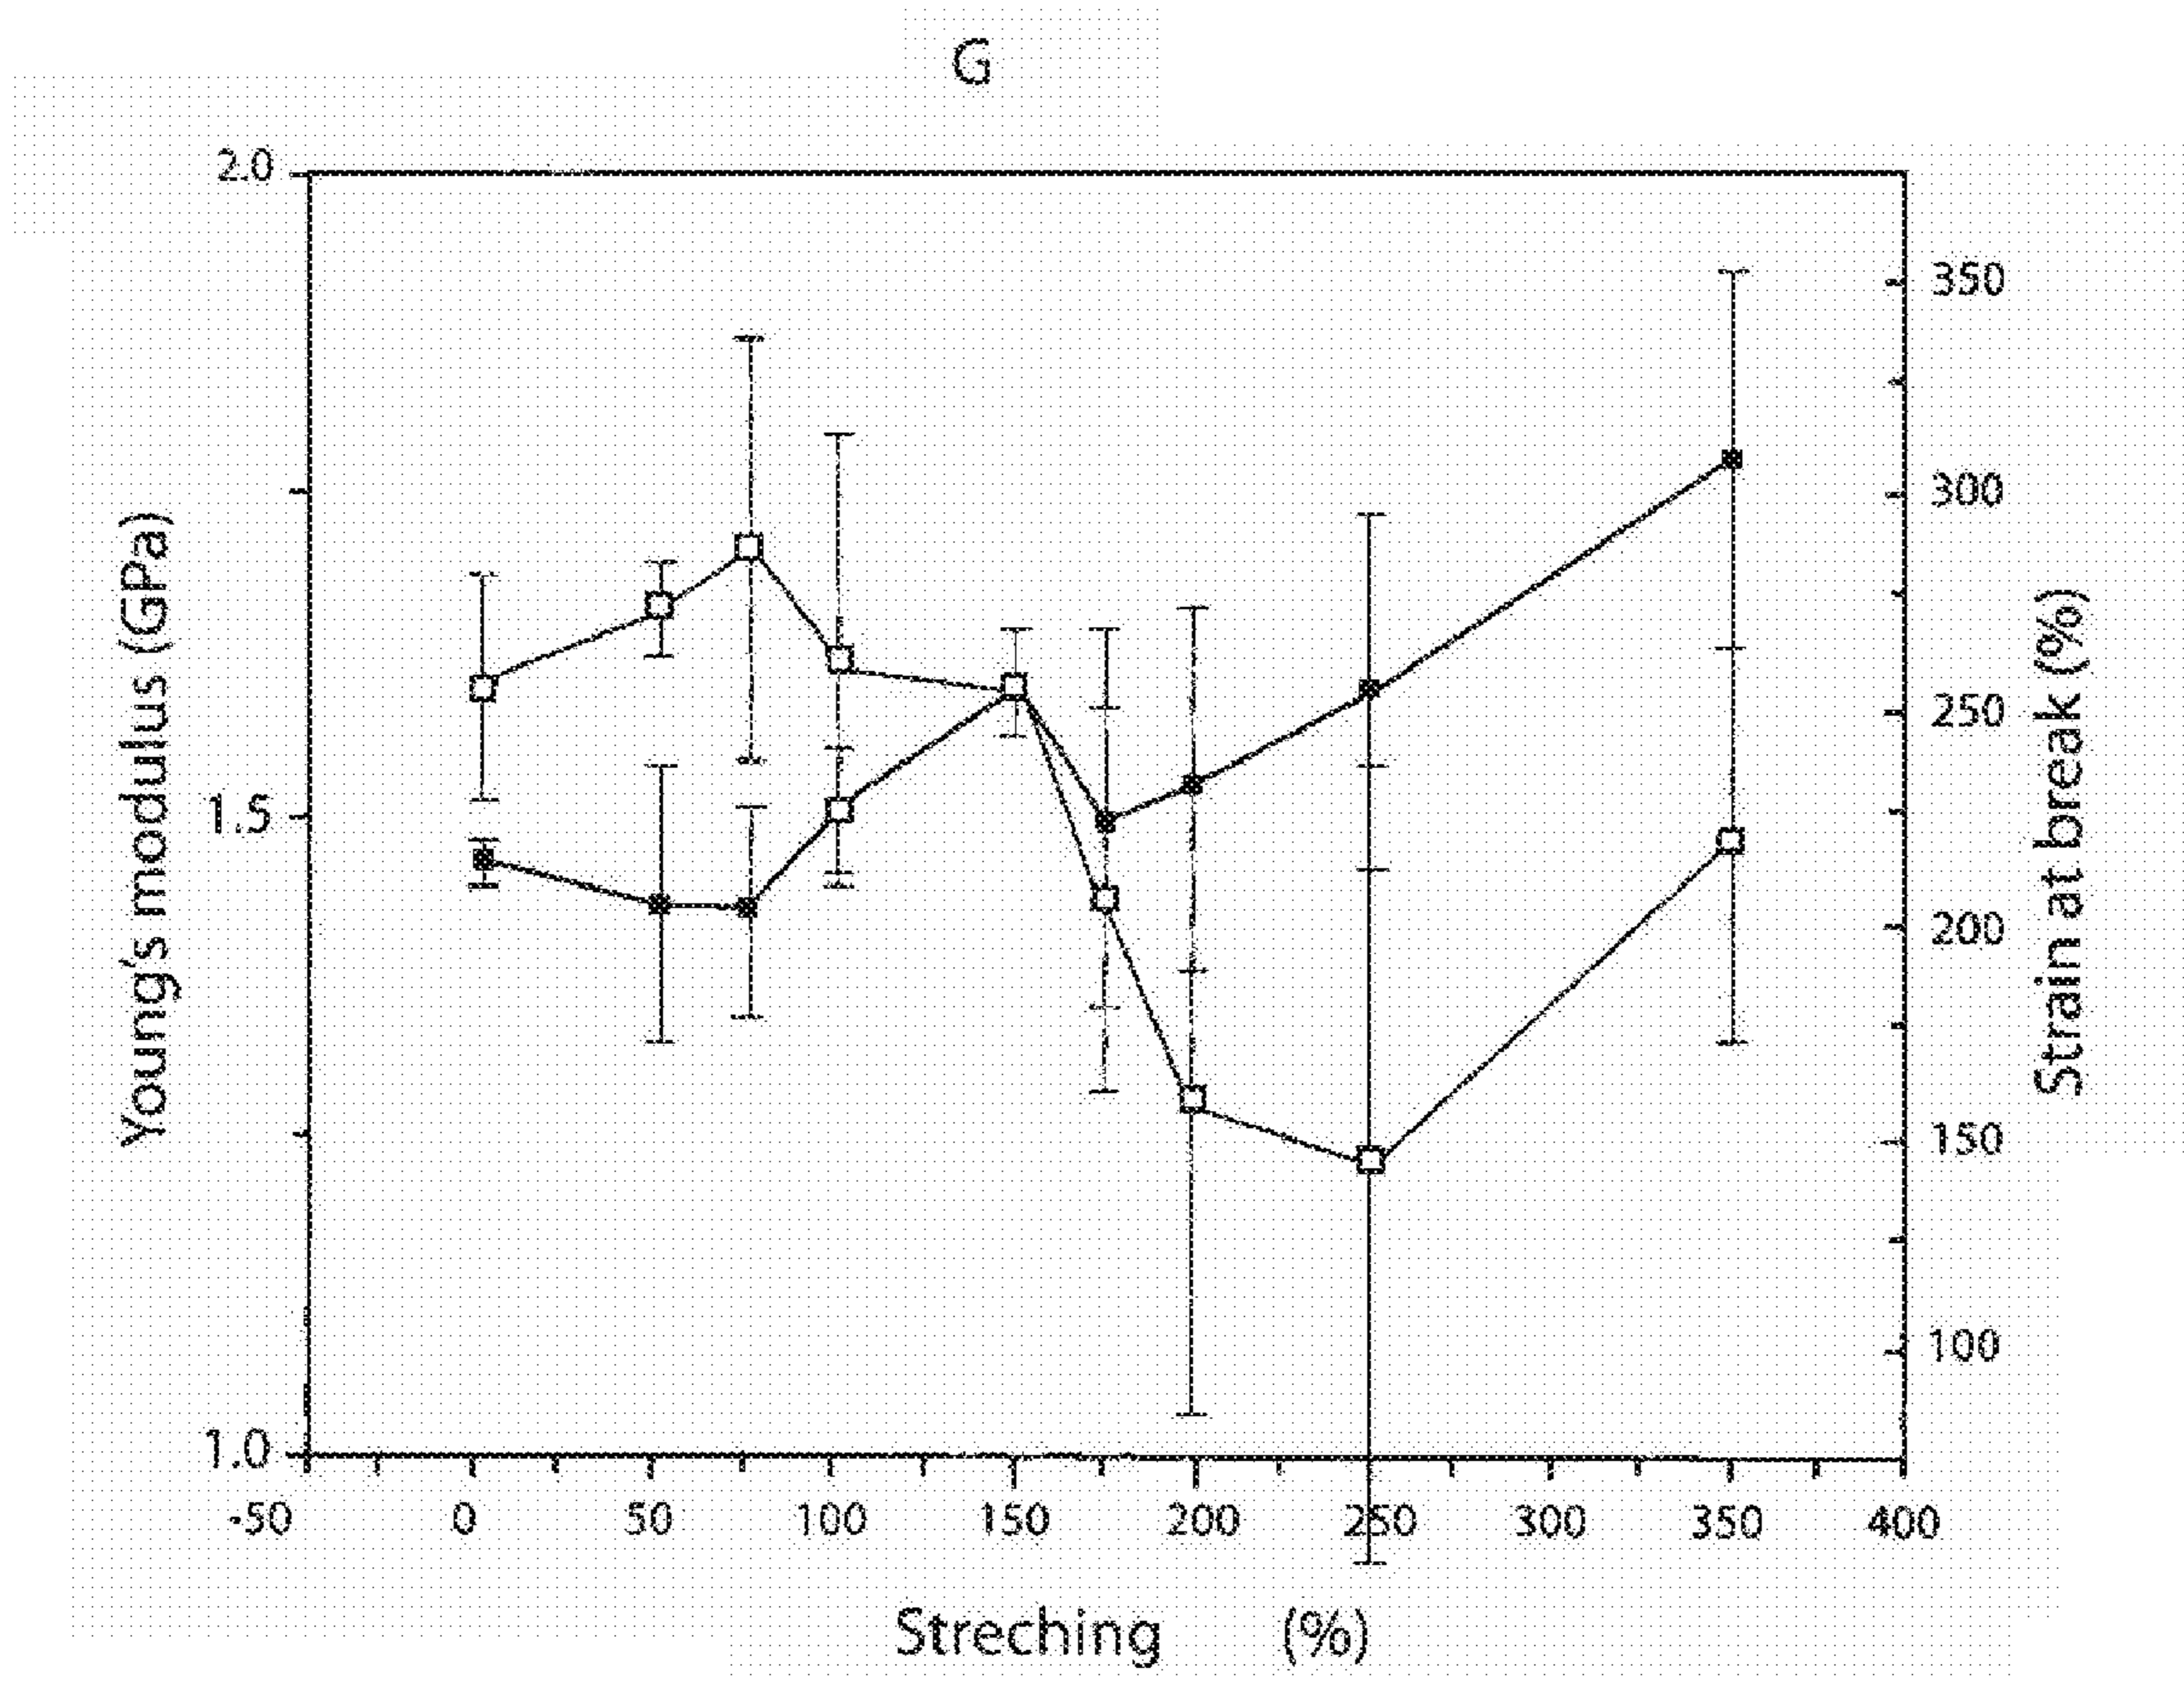 G
2.0
1.5
1.0
Young's modulus (GPa)
350
300
250
200
150
100
Strain at break (%)
-50 0 50 100 150 200 250 300 350 400
Streching (%)